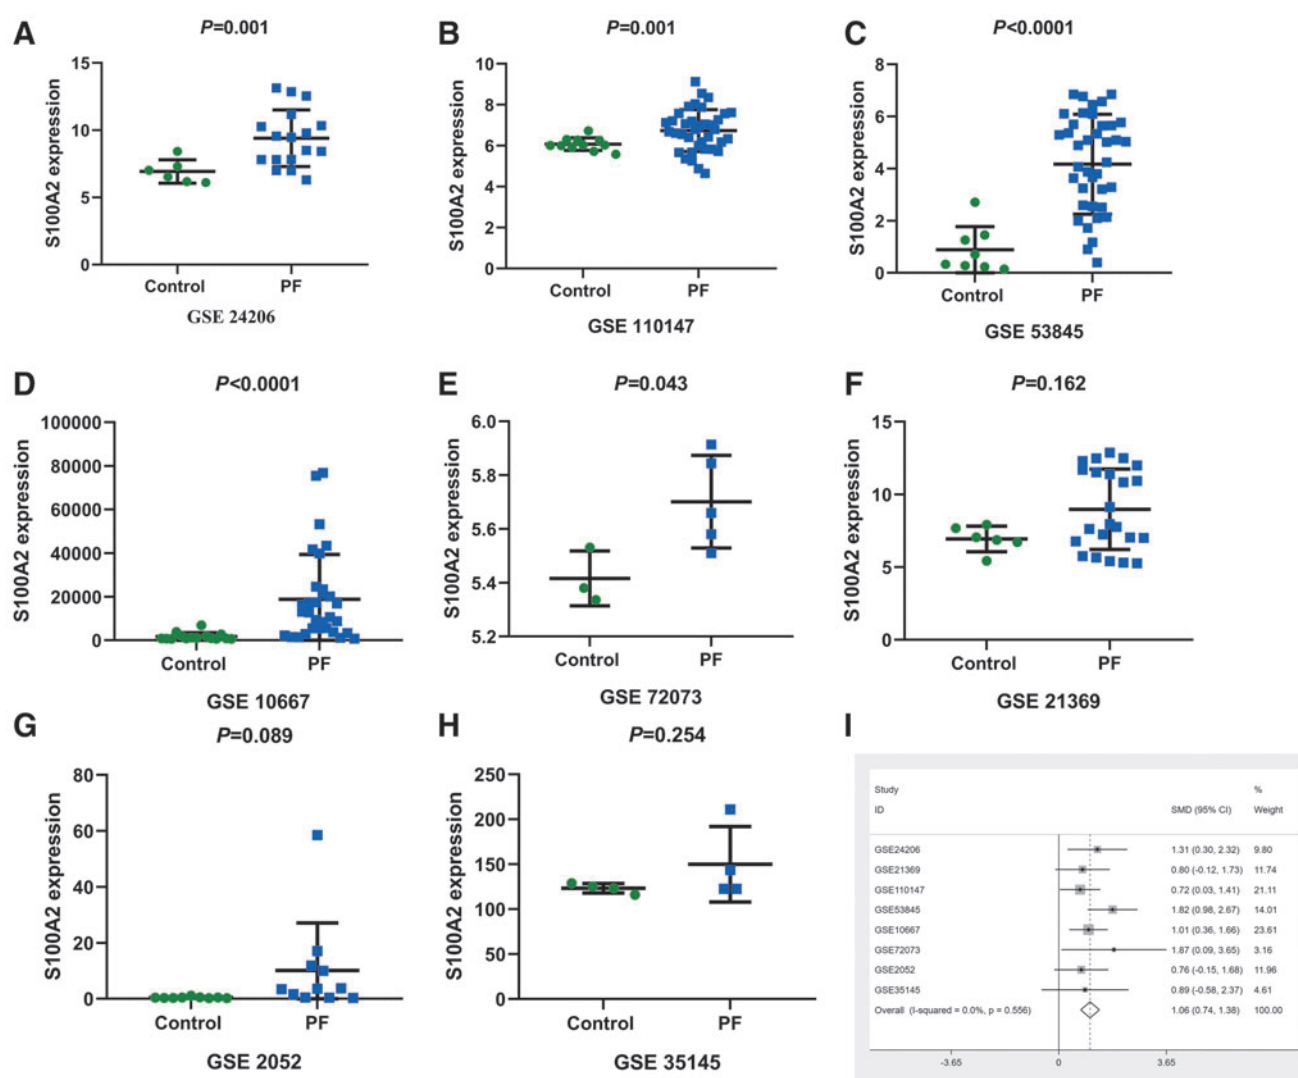 A
P=0.001
S100A2 expression
15
10
5
0
Control PF
GSE 24206
B
P=0.001
S100A2 expression
10
8
6
4
2
0
Control PF
GSE 110147
C
P<0.0001
S100A2 expression
8
6
4
2
0
Control PF
GSE 53845
D
P<0.0001
S100A2 expression
100000
80000
60000
40000
20000
0
Control PF
GSE 10667
E
P=0.043
S100A2 expression
6.0
5.8
5.6
5.4
5.2
Control PF
GSE 72073
F
P=0.162
S100A2 expression
15
10
5
0
Control PF
GSE 21369
G
P=0.089
S100A2 expression
80
60
40
20
0
Control PF
GSE 2052
H
P=0.254
S100A2 expression
250
200
150
100
50
0
Control PF
GSE 35145
I
Study %
ID SMD (95% CI) Weight
GSE24206 1.31 (0.30, 2.32) 9.80
GSE21369 0.80 (-0.12, 1.73) 11.74
GSE110147 0.72 (0.03, 1.41) 21.11
GSE53845 1.82 (0.98, 2.67) 14.01
GSE10667 1.01 (0.36, 1.66) 23.61
GSE72073 1.87 (0.09, 3.65) 3.16
GSE2052 0.76 (-0.15, 1.68) 11.96
GSE35145 0.89 (-0.58, 2.37) 4.61
Overall (I-squared = 0.0%, p = 0.556) 1.06 (0.74, 1.38) 100.00
-3.65 0 3.65